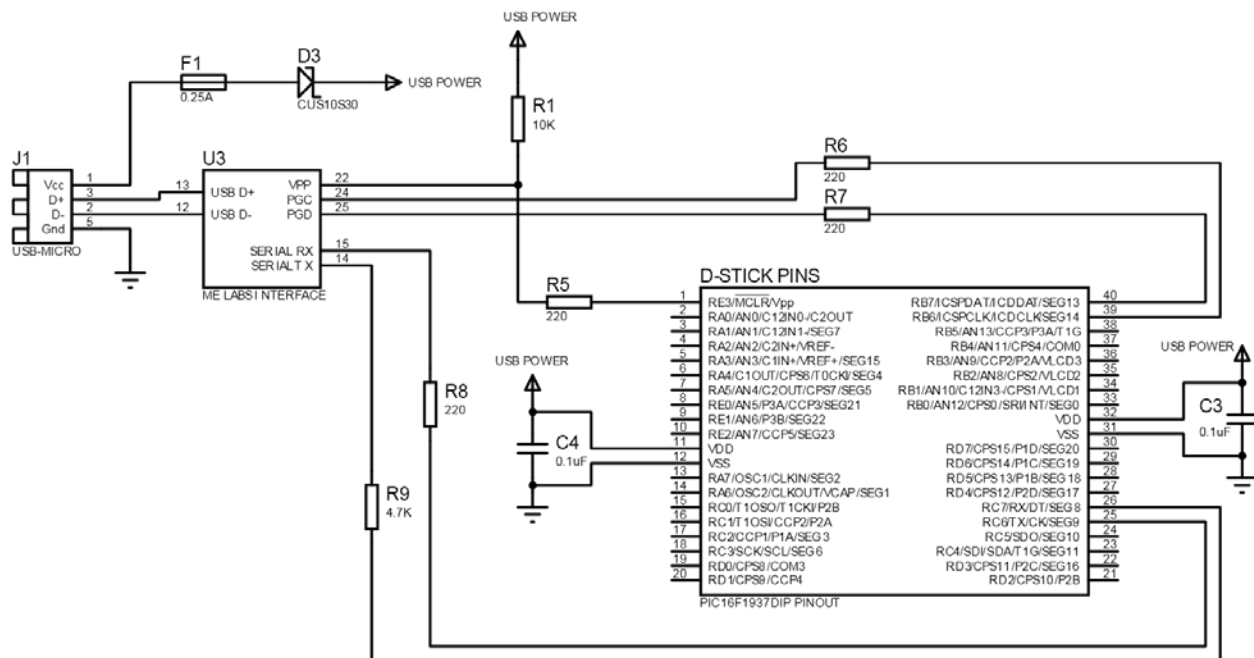 USB POWER
F1
0.25A
D3
CUS10S30
USB POWER
R1
10K
J1
Vcc
D+
D-
Gnd
1
3
2
5
USB-MICRO
U3
13
12
USB D+
USB D-
VPP
PGC
PGD
SERIAL RX
SERIAL TX
22
24
25
15
14
ME LABS INTERFACE
R6
220
R7
220
R5
220
R8
220
R9
4.7K
USB POWER
C4
0.1uF
USB POWER
C3
0.1uF
D-STICK PINS
1 RE3/MCLR/Vpp
2 RA0/AN0/C12IN0-/C2OUT
3 RA1/AN1/C12IN1-/SEG7
4 RA2/AN2/C2IN+/VREF-
5 RA3/AN3/C1IN+/VREF+/SEG15
6 RA4/C1OUT/CPS6/T0CKI/SEG4
7 RA5/AN4/C2OUT/CPS7/SEG5
8 RE0/AN5/P3A/CCP3/SEG21
9 RE1/AN6/P3B/SEG22
10 RE2/AN7/CCP5/SEG23
11 VDD
12 VSS
13 RA7/OSC1/CLKIN/SEG2
14 RA6/OSC2/CLKOUT/VCAP/SEG1
15 RC0/T1OSO/T1CKI/P2B
16 RC1/T1OSI/CCP2/P2A
17 RC2/CCP1/P1A/SEG3
18 RC3/SCK/SCL/SEG6
19 RD0/CPS8/COM3
20 RD1/CPS9/CCP4
RB7/ICSPDAT/ICDDAT/SEG13 40
RB6/ICSPCLK/ICDCLK/SEG14 39
RB5/AN13/CCP3/P3A/T1G 38
RB4/AN11/CPS4/COM0 37
RB3/AN9/CCP2/P2A/VLCD3 36
RB2/AN8/CPS2/VLCD2 35
RB1/AN10/C12IN3-/CPS1/VLCD1 34
RB0/AN12/CPS0/SRI/INT/SEG0 33
VDD 32
VSS 31
RD7/CPS15/P1D/SEG20 30
RD6/CPS14/P1C/SEG19 29
RD5/CPS13/P1B/SEG18 28
RD4/CPS12/P2D/SEG17 27
RC7/RX/DT/SEG8 26
RC6/TX/CK/SEG9 25
RC5/SDO/SEG10 24
RC4/SDI/SDA/T1G/SEG11 23
RD3/CPS11/P2C/SEG16 22
RD2/CPS10/P2B 21
PIC16F1937 DIP PINOUT